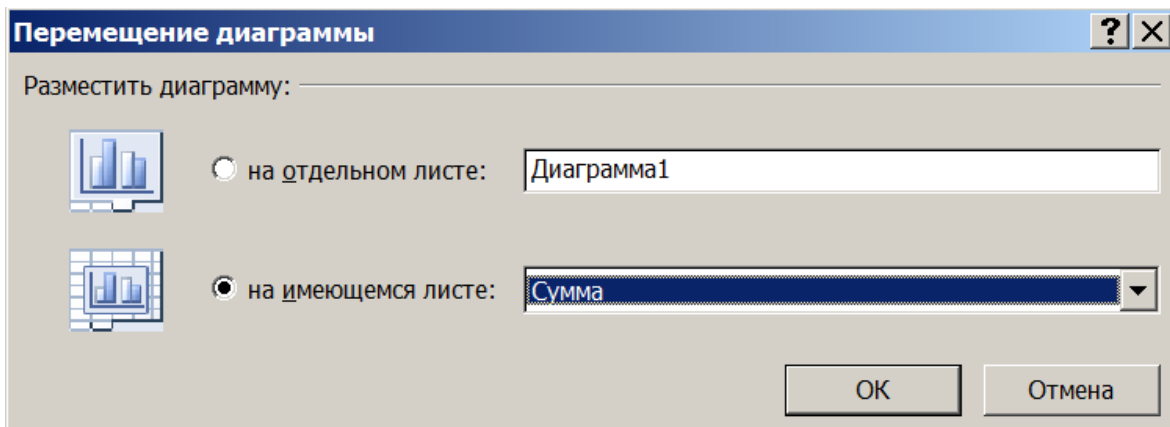 Перемещение диаграммы
Разместить диаграмму:
на отдельном листе: Диаграмма1
на имеющемся листе: Сумма
ОК Отмена